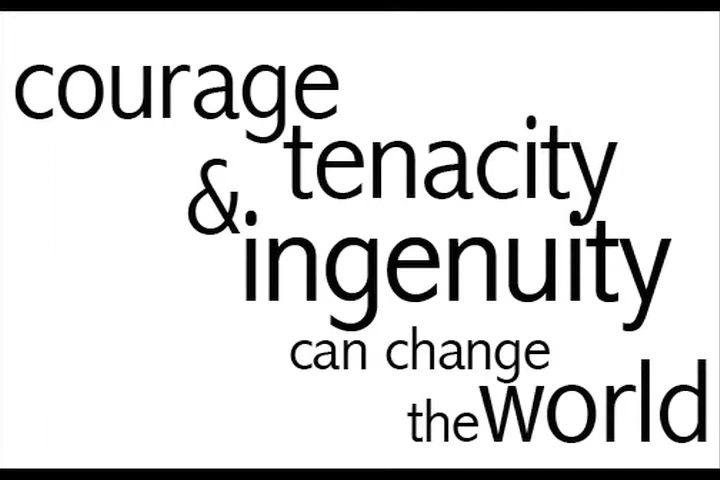 courage
tenacity
&
ingenuity
can change
the world